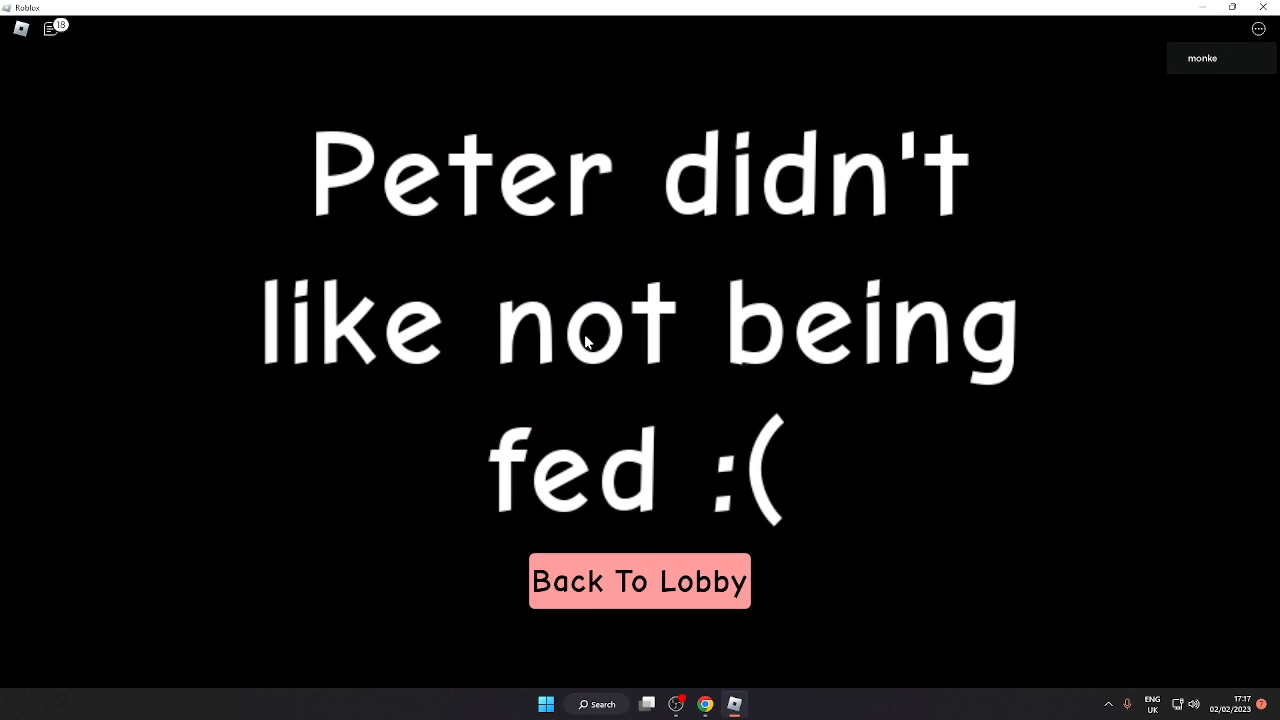 Roblox
18
monke
Peter didn't
like not being
fed :(
Back To Lobby
Search
ENG
UK
17:17
02/02/2023
7